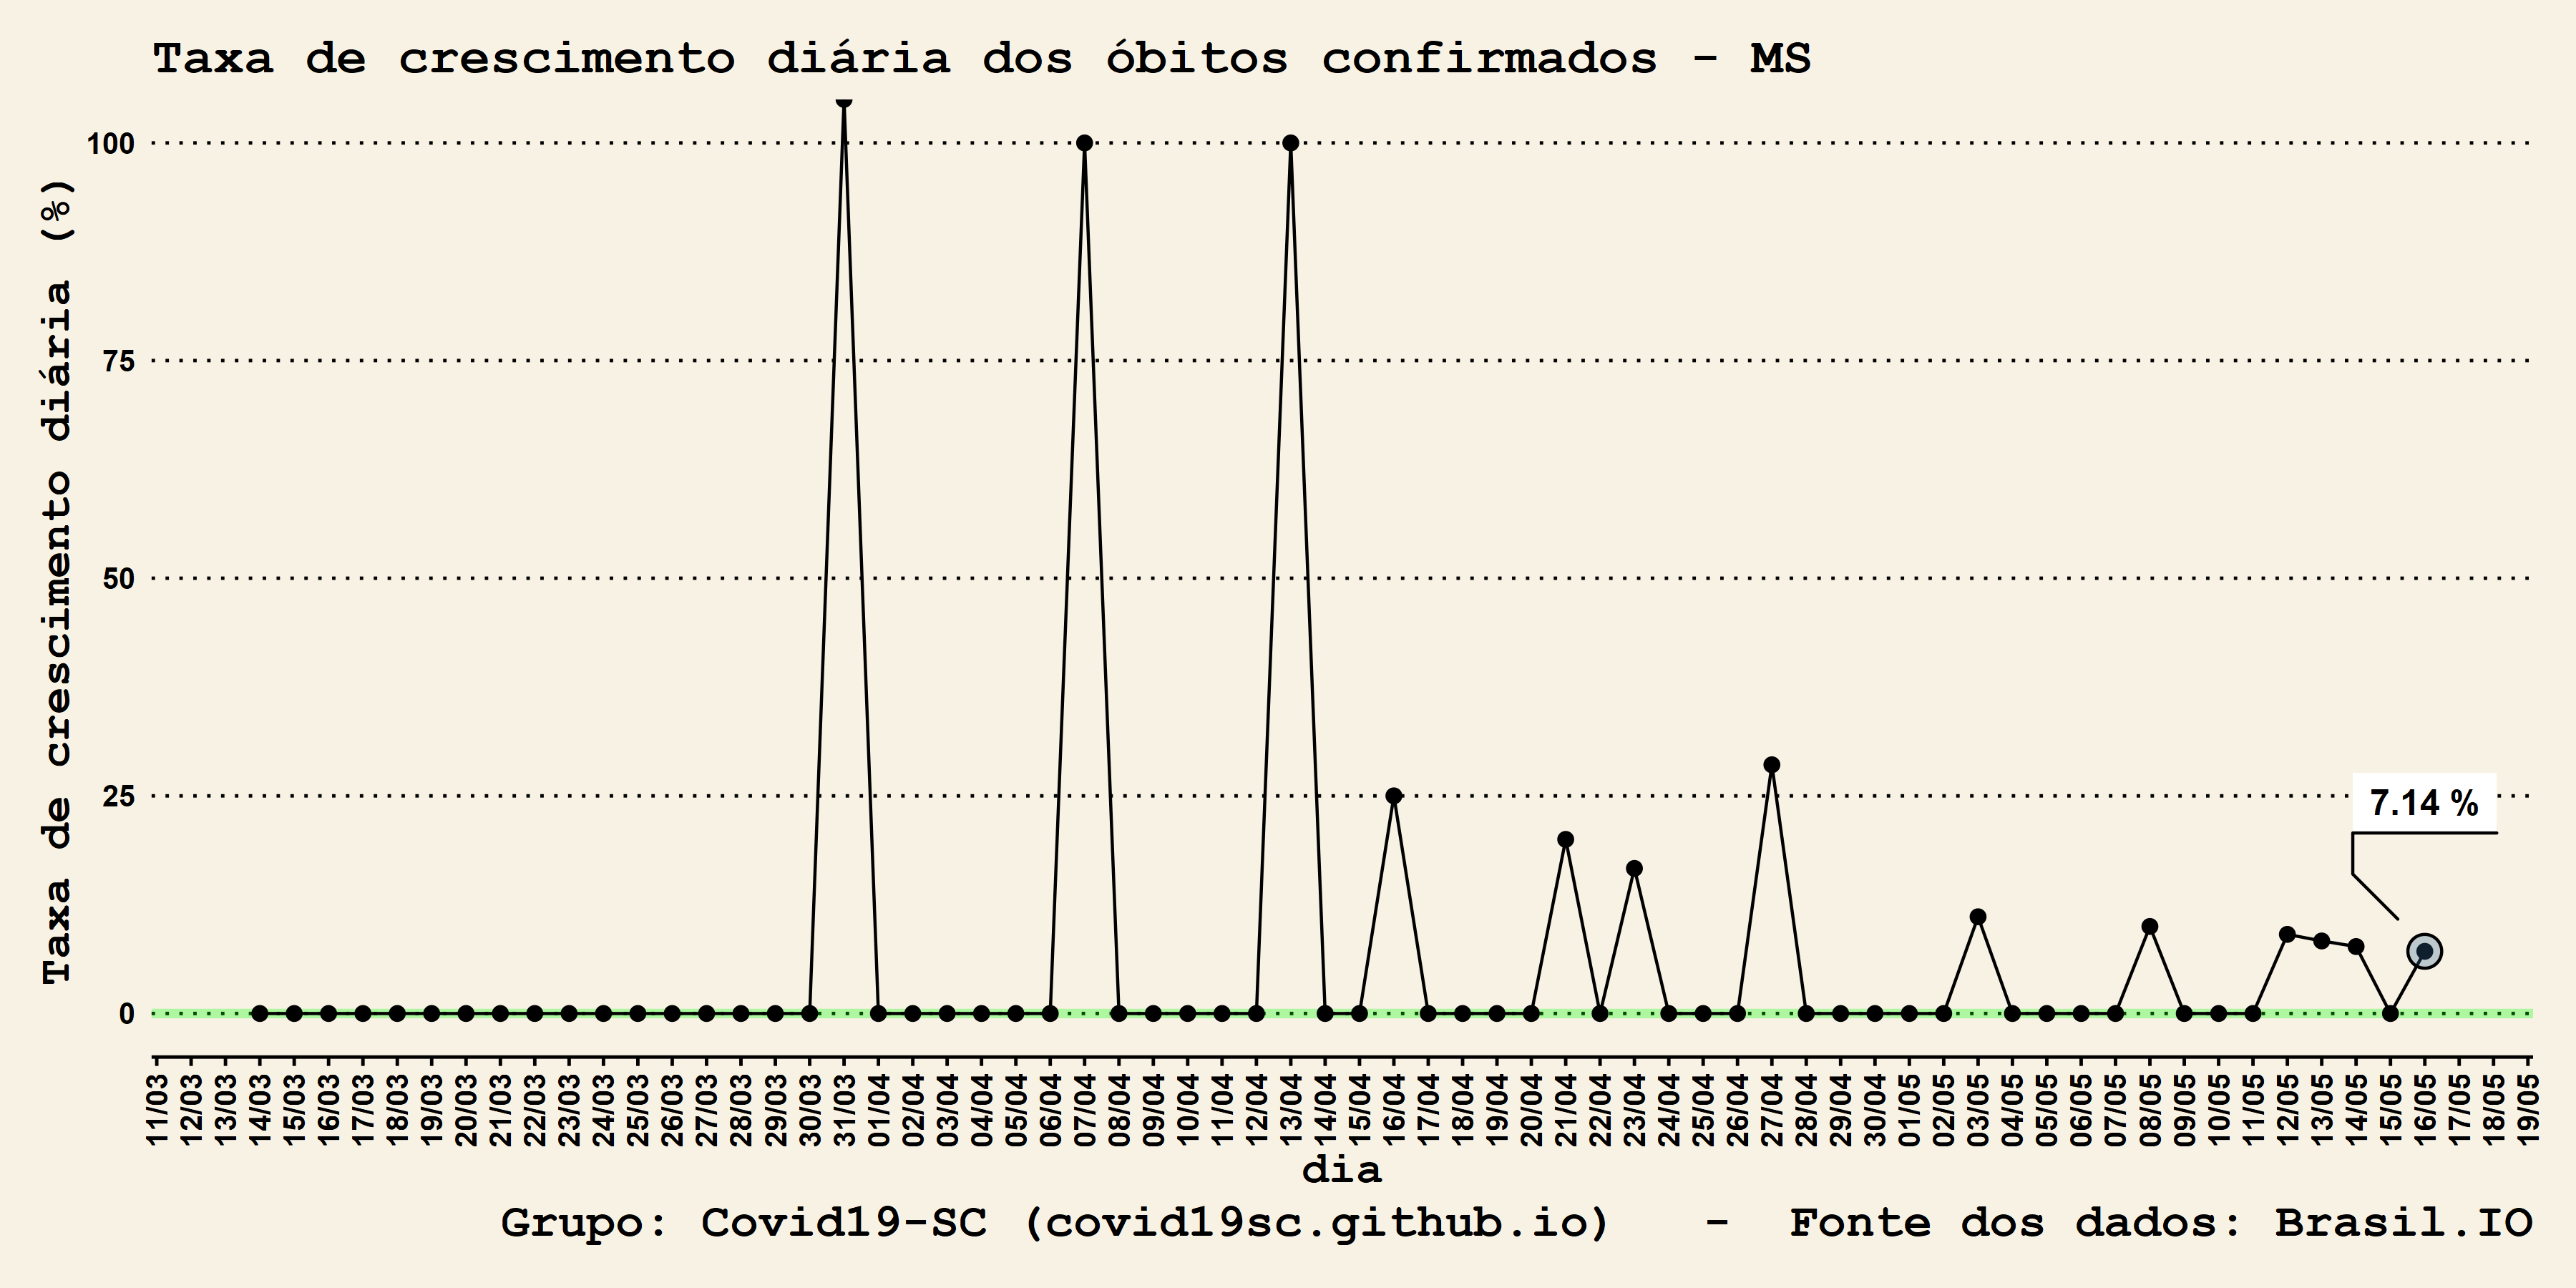 Taxa de crescimento diária dos óbitos confirmados - MS
Taxa de crescimento diária (%)
100
75
50
25
0
7.14 %
11/03 12/03 13/03 14/03 15/03 16/03 17/03 18/03 19/03 20/03 21/03 22/03 23/03 24/03 25/03 26/03 27/03 28/03 29/03 30/03 31/03 01/04 02/04 03/04 04/04 05/04 06/04 07/04 08/04 09/04 10/04 11/04 12/04 13/04 14/04 15/04 16/04 17/04 18/04 19/04 20/04 21/04 22/04 23/04 24/04 25/04 26/04 27/04 28/04 29/04 30/04 01/05 02/05 03/05 04/05 05/05 06/05 07/05 08/05 09/05 10/05 11/05 12/05 13/05 14/05 15/05 16/05 17/05 18/05 19/05
dia
Grupo: Covid19-SC (covid19sc.github.io) - Fonte dos dados: Brasil.IO